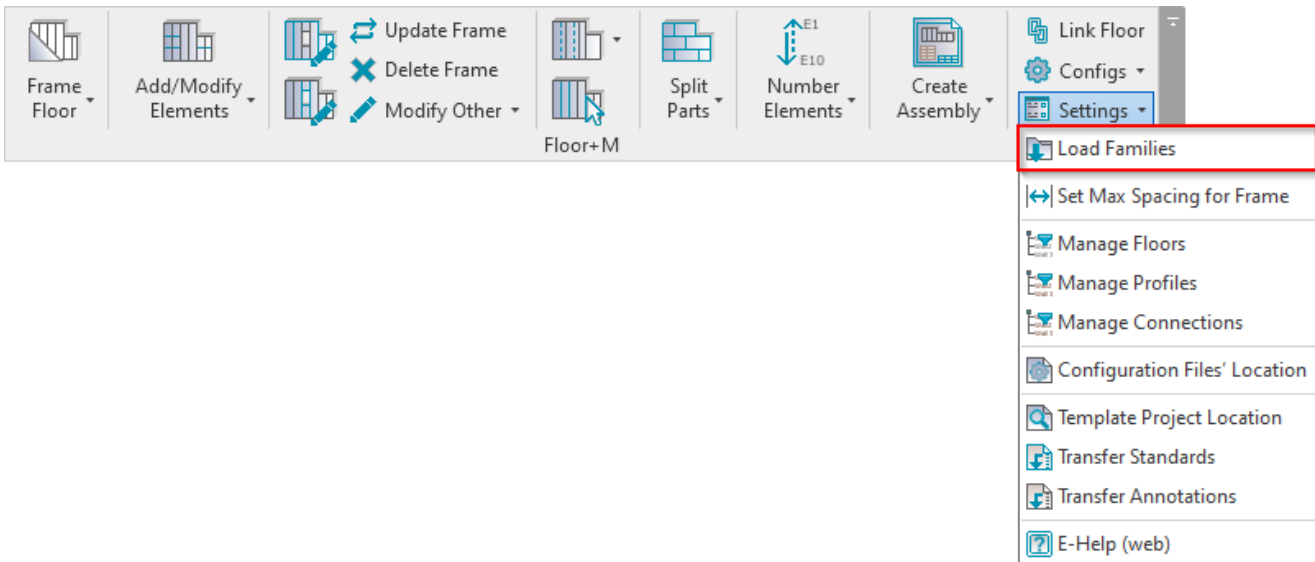 Frame
Floor
Add/Modify
Elements
Update Frame
Delete Frame
Modify Other
Split
Parts
E1
E10
Number
Elements
Create
Assembly
Link Floor
Configs
Settings
Floor+M
Load Families
Set Max Spacing for Frame
Manage Floors
Manage Profiles
Manage Connections
Configuration Files' Location
Template Project Location
Transfer Standards
Transfer Annotations
E-Help (web)